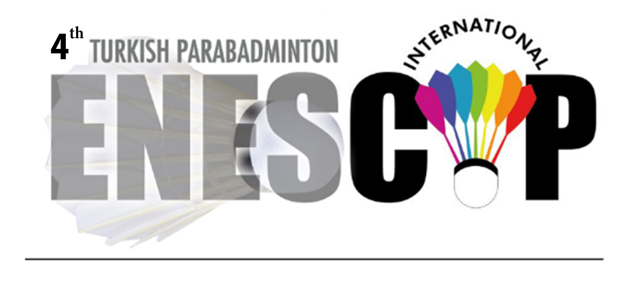 4th TURKISH PARABADMINTON
INTERNATIONAL
ENESCUP